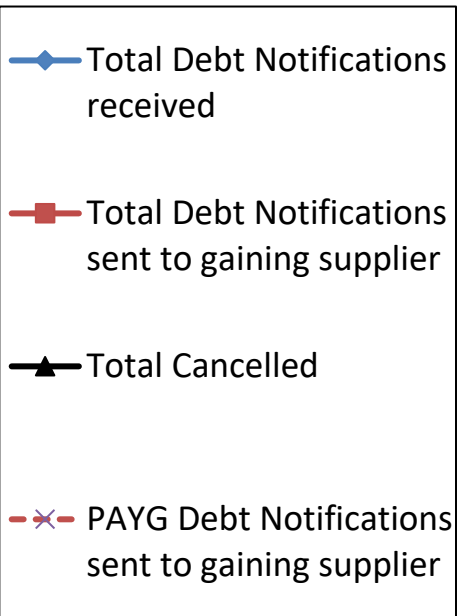 Total Debt Notifications
received
Total Debt Notifications
sent to gaining supplier
Total Cancelled
PAYG Debt Notifications
sent to gaining supplier